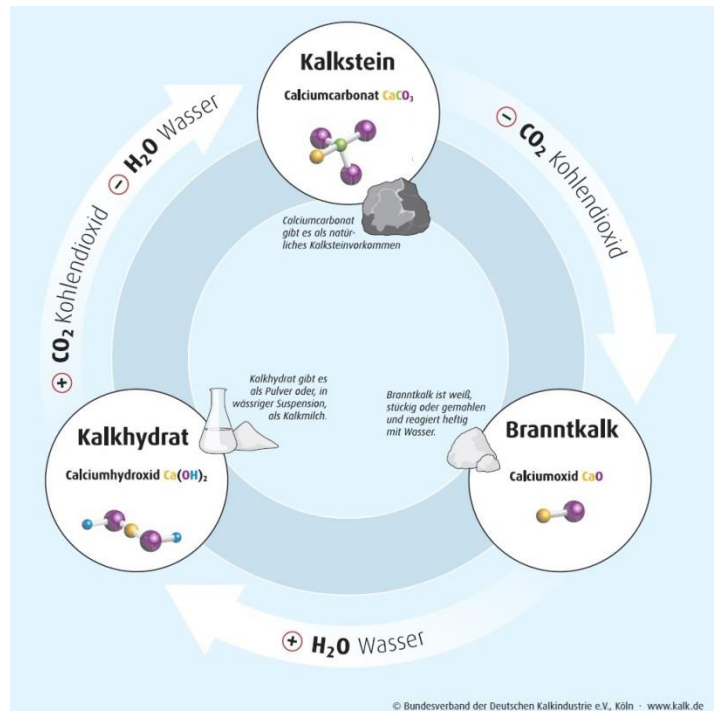 Kalkstein
Calciumcarbonat CaCO₃
Calciumcarbonat
gibt es als natür-
liches Kalksteinvorkommen
− CO₂ Kohlendioxid
Branntkalk ist weiß,
stückig oder gemahlen
und reagiert heftig
mit Wasser.
Branntkalk
Calciumoxid CaO
+ H₂O Wasser
Kalkhydrat gibt es
als Pulver oder, in
wässriger Suspension,
als Kalkmilch.
Kalkhydrat
Calciumhydroxid Ca(OH)₂
+ CO₂ Kohlendioxid − H₂O Wasser
© Bundesverband der Deutschen Kalkindustrie e.V., Köln · www.kalk.de